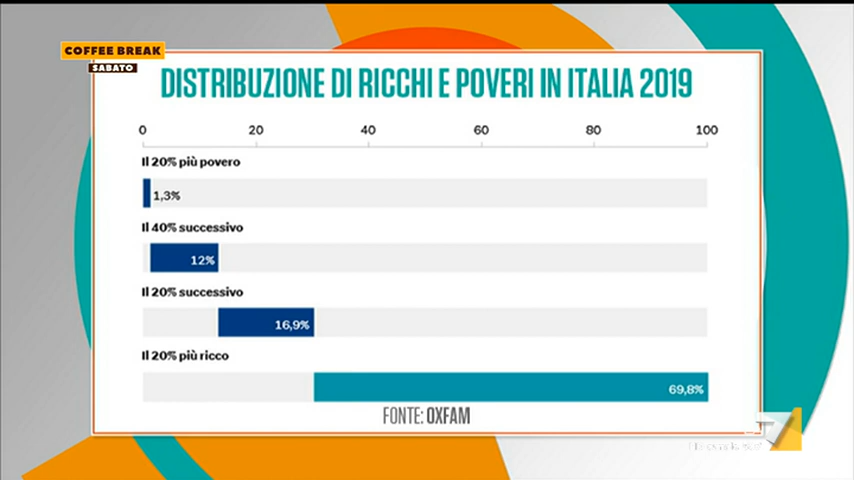 COFFEE BREAK
SABATO
DISTRIBUZIONE DI RICCHI E POVERI IN ITALIA 2019
0 20 40 60 80 100
Il 20% più povero
1,3%
Il 40% successivo
12%
Il 20% successivo
16,9%
Il 20% più ricco
69,8%
FONTE: OXFAM